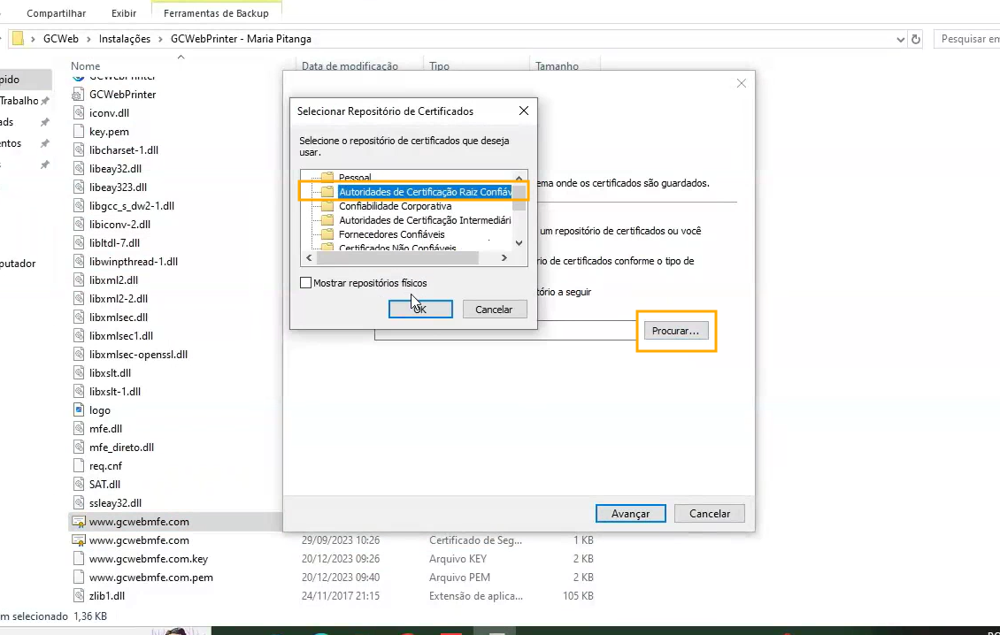 Compartilhar Exibir Ferramentas de Backup
GCWeb > Instalações > GCWebPrinter - Maria Pitanga
Pesquisar em
Nome Data de modificação Tipo Tamanho
pido
Trabalho
ads
entos
s
putador
GCWebPrinter
GCWebPrinter
iconv.dll
key.pem
libcharset-1.dll
libeay32.dll
libeay323.dll
libgcc_s_dw2-1.dll
libiconv-2.dll
libltdl-7.dll
libwinpthread-1.dll
libxml2.dll
libxml2-2.dll
libxmlsec.dll
libxmlsec1.dll
libxmlsec-openssl.dll
libxslt.dll
libxslt-1.dll
logo
mfe.dll
mfe_direto.dll
req.cnf
SAT.dll
ssleay32.dll
www.gcwebmfe.com
www.gcwebmfe.com 29/09/2023 10:26 Certificado de Seg... 1 KB
www.gcwebmfe.com.key 20/12/2023 09:26 Arquivo KEY 2 KB
www.gcwebmfe.com.pem 20/12/2023 09:40 Arquivo PEM 2 KB
zlib1.dll 24/11/2017 21:15 Extensão de aplica... 105 KB
m selecionado 1,36 KB
Selecionar Repositório de Certificados
Selecione o repositório de certificados que deseja
usar.
Pessoal
Autoridades de Certificação Raiz Confiáv
Confiabilidade Corporativa
Autoridades de Certificação Intermediári
Fornecedores Confiáveis
Certificados Não Confiáveis
Mostrar repositórios físicos
OK Cancelar
ema onde os certificados são guardados.
um repositório de certificados ou você
rio de certificados conforme o tipo de
tório a seguir
Procurar...
Avançar Cancelar